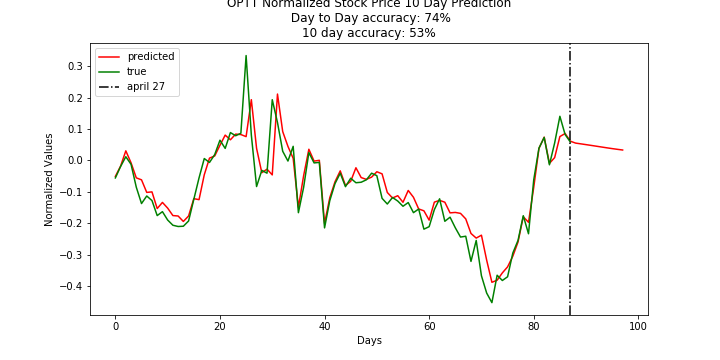 OPTT Normalized Stock Price 10 Day Prediction
Day to Day accuracy: 74%
10 day accuracy: 53%
predicted
true
april 27
Normalized Values
0.3
0.2
0.1
0.0
−0.1
−0.2
−0.3
−0.4
0 20 40 60 80 100
Days